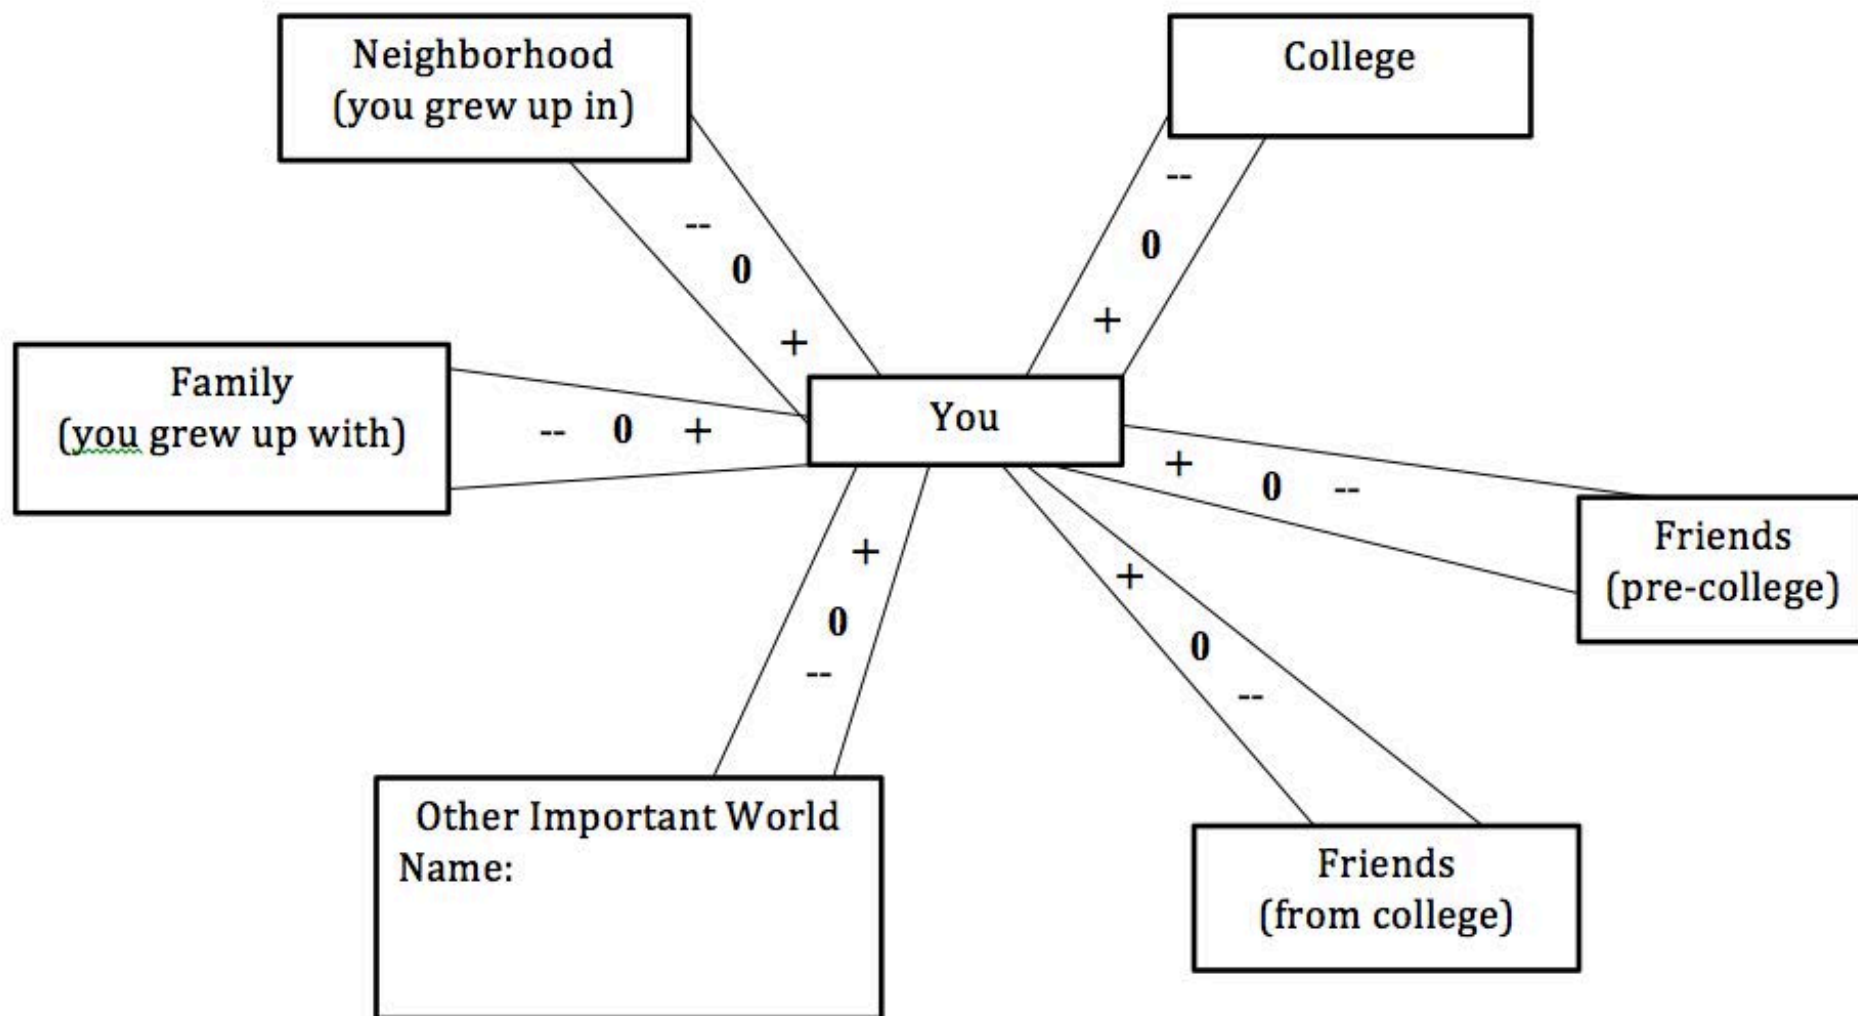 Neighborhood
(you grew up in)
College
--
0
+
--
0
+
Family
(you grew up with)
-- 0 +
You
+ 0 --
Friends
(pre-college)
+
0
--
+
0
--
Other Important World
Name:
Friends
(from college)